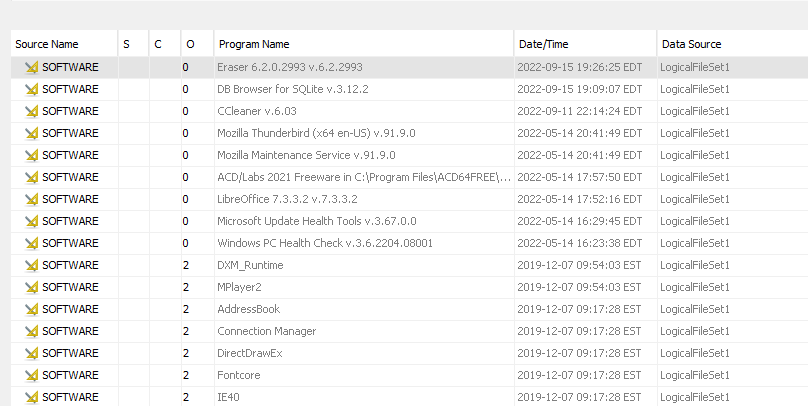 Source Name S C O Program Name Date/Time Data Source
SOFTWARE 0 Eraser 6.2.0.2993 v.6.2.2993 2022-09-15 19:26:25 EDT LogicalFileSet1
SOFTWARE 0 DB Browser for SQLite v.3.12.2 2022-09-15 19:09:07 EDT LogicalFileSet1
SOFTWARE 0 CCleaner v.6.03 2022-09-11 22:14:24 EDT LogicalFileSet1
SOFTWARE 0 Mozilla Thunderbird (x64 en-US) v.91.9.0 2022-05-14 20:41:49 EDT LogicalFileSet1
SOFTWARE 0 Mozilla Maintenance Service v.91.9.0 2022-05-14 20:41:49 EDT LogicalFileSet1
SOFTWARE 0 ACD/Labs 2021 Freeware in C:\Program Files\ACD64FREE\... 2022-05-14 17:57:50 EDT LogicalFileSet1
SOFTWARE 0 LibreOffice 7.3.3.2 v.7.3.3.2 2022-05-14 17:52:16 EDT LogicalFileSet1
SOFTWARE 0 Microsoft Update Health Tools v.3.67.0.0 2022-05-14 16:29:45 EDT LogicalFileSet1
SOFTWARE 0 Windows PC Health Check v.3.6.2204.08001 2022-05-14 16:23:38 EDT LogicalFileSet1
SOFTWARE 2 DXM_Runtime 2019-12-07 09:54:03 EST LogicalFileSet1
SOFTWARE 2 MPlayer2 2019-12-07 09:54:03 EST LogicalFileSet1
SOFTWARE 2 AddressBook 2019-12-07 09:17:28 EST LogicalFileSet1
SOFTWARE 2 Connection Manager 2019-12-07 09:17:28 EST LogicalFileSet1
SOFTWARE 2 DirectDrawEx 2019-12-07 09:17:28 EST LogicalFileSet1
SOFTWARE 2 Fontcore 2019-12-07 09:17:28 EST LogicalFileSet1
SOFTWARE 2 IE40 2019-12-07 09:17:28 EST LogicalFileSet1